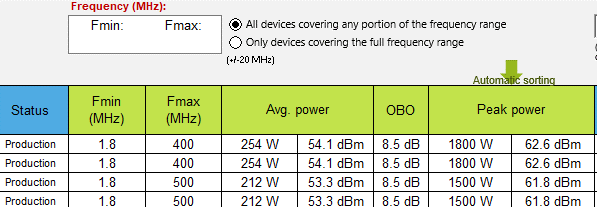 Frequency (MHz):
Fmin: Fmax:
All devices covering any portion of the frequency range
Only devices covering the full frequency range
(+/-20 MHz)
Automatic sorting
Status Fmin (MHz) Fmax (MHz) Avg. power OBO Peak power
Production 1.8 400 254 W 54.1 dBm 8.5 dB 1800 W 62.6 dBm
Production 1.8 400 254 W 54.1 dBm 8.5 dB 1800 W 62.6 dBm
Production 1.8 500 212 W 53.3 dBm 8.5 dB 1500 W 61.8 dBm
Production 1.8 500 212 W 53.3 dBm 8.5 dB 1500 W 61.8 dBm